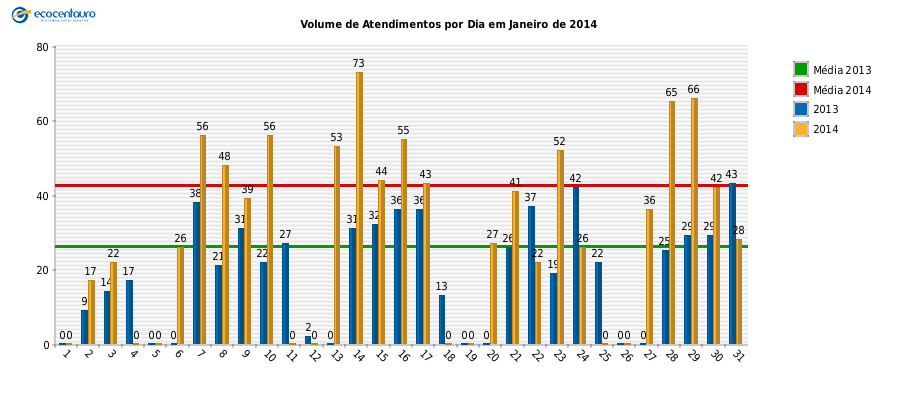 ecocentauro
Volume de Atendimentos por Dia em Janeiro de 2014
80
60
40
20
0
Média 2013
Média 2014
2013
2014
0 0 9 17 14 22 17 0 0 0 0 26 38 56 21 48 31 39 22 56 27 0 2 0 0 53 31 73 32 44 36 55 36 43 13 0 0 0 0 27 26 41 37 22 19 52 42 26 22 0 0 0 0 36 25 65 29 66 29 42 43 28
1 2 3 4 5 6 7 8 9 10 11 12 13 14 15 16 17 18 19 20 21 22 23 24 25 26 27 28 29 30 31